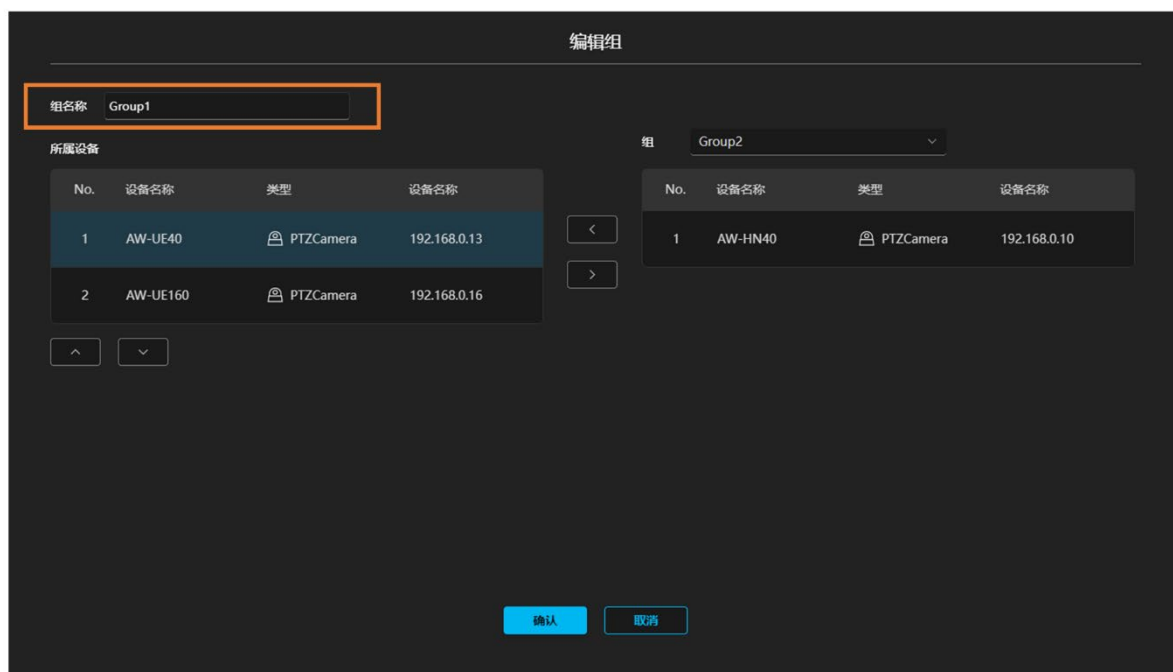 编辑组
组名称 Group1
所属设备
No. 设备名称 类型 设备名称
1 AW-UE40 PTZCamera 192.168.0.13
2 AW-UE160 PTZCamera 192.168.0.16
组 Group2
No. 设备名称 类型 设备名称
1 AW-HN40 PTZCamera 192.168.0.10
确认 取消